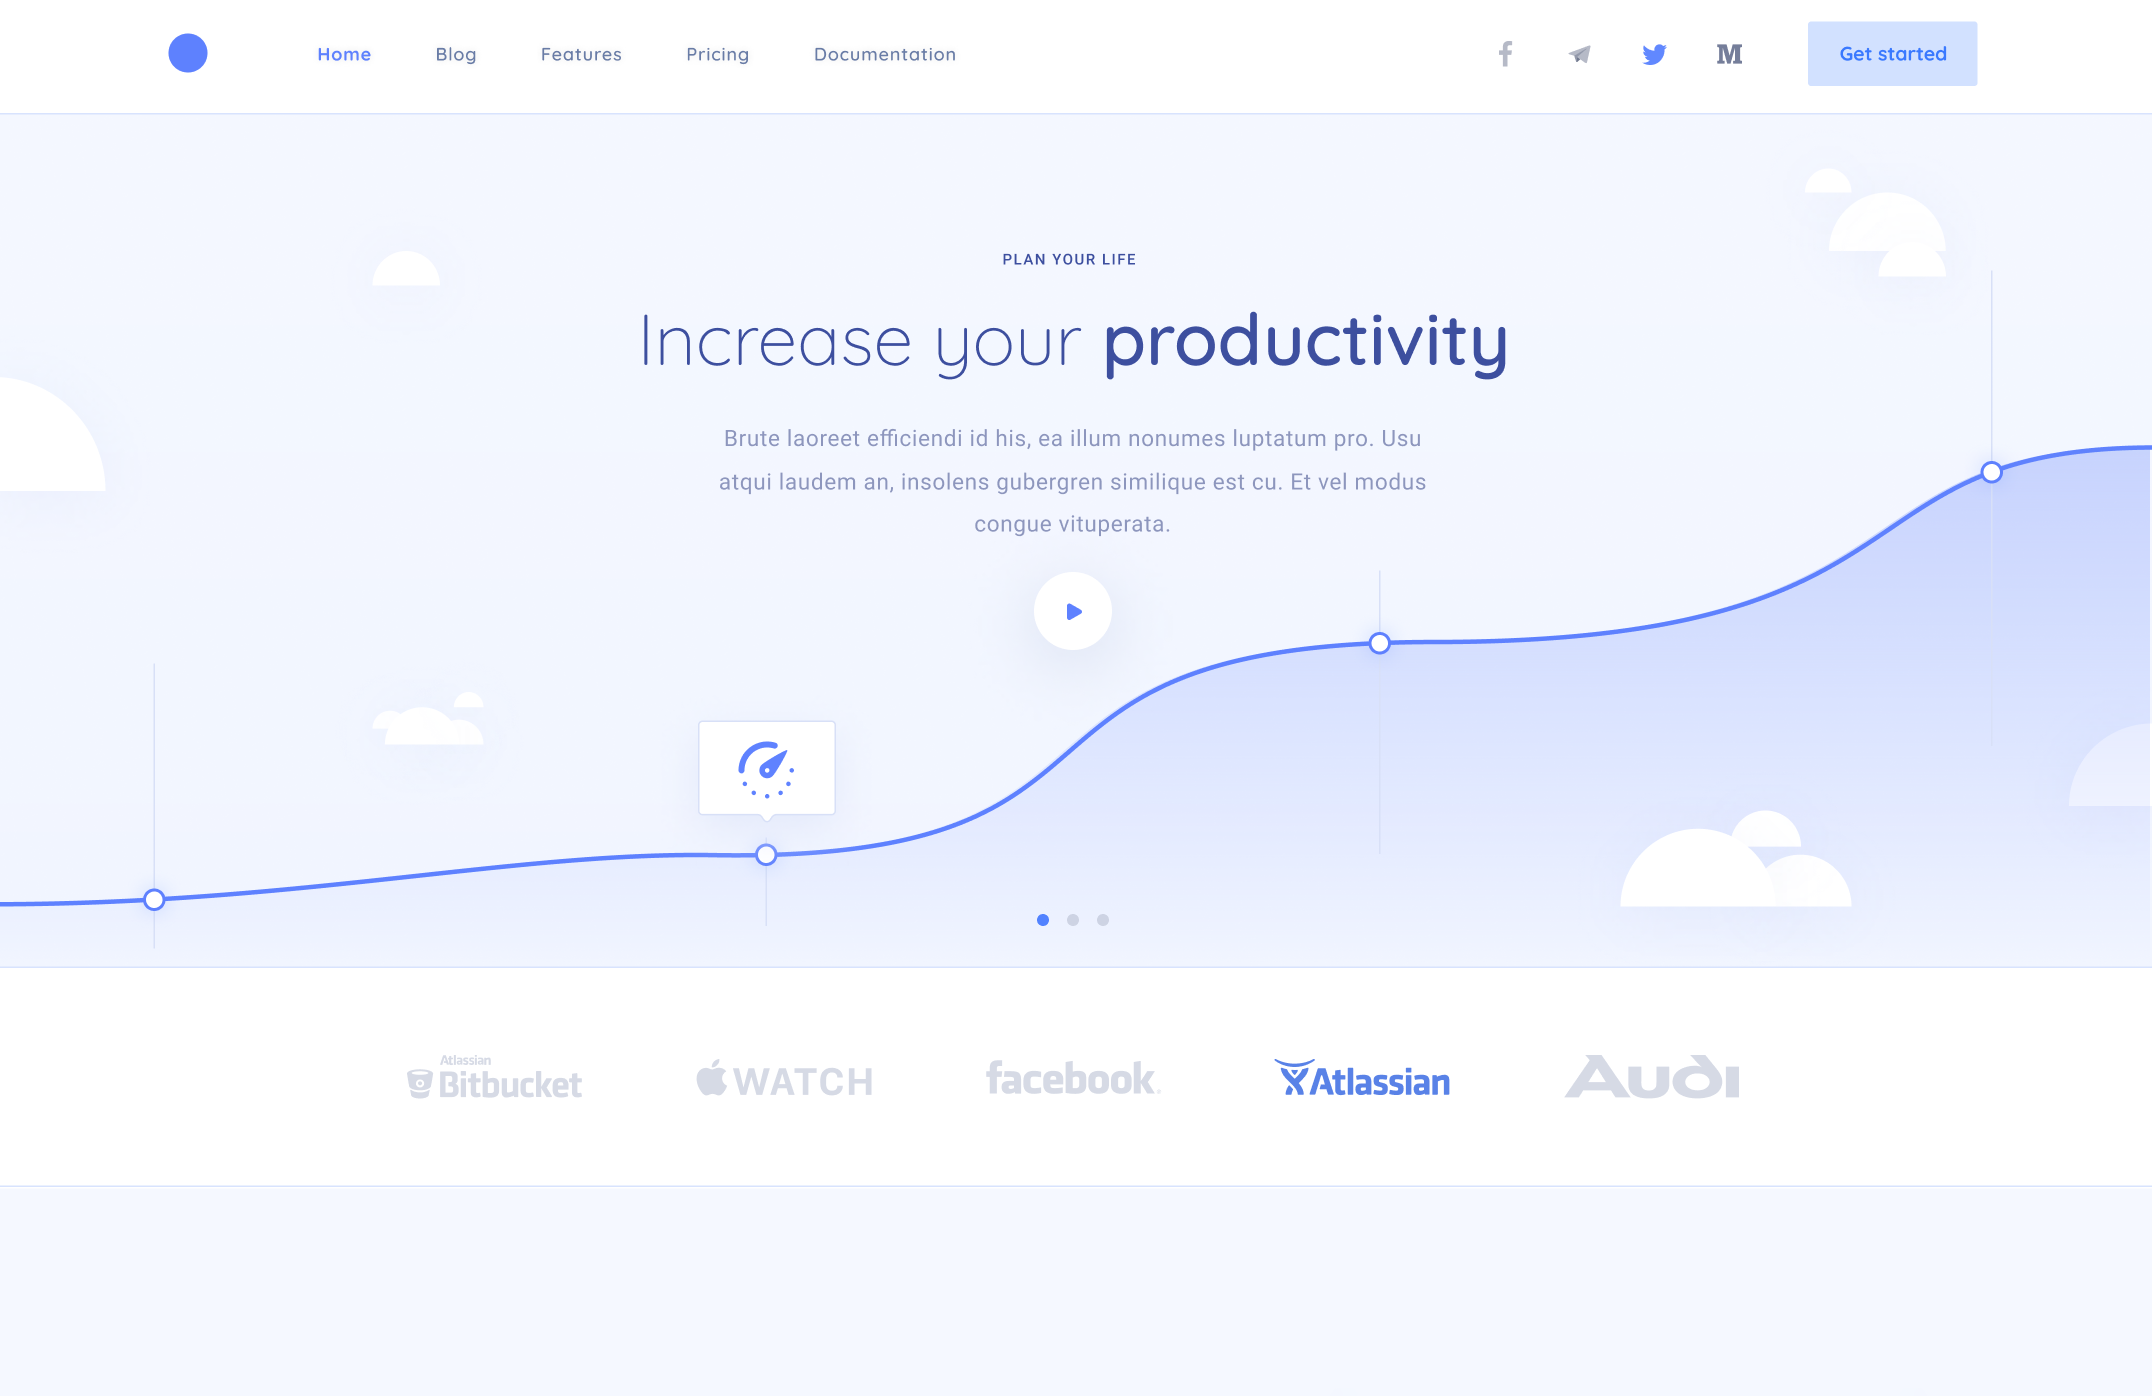 Home Blog Features Pricing Documentation Get started
PLAN YOUR LIFE
Increase your productivity
Brute laoreet efficiendi id his, ea illum nonumes luptatum pro. Usu
atqui laudem an, insolens gubergren similique est cu. Et vel modus
congue vituperata.
Atlassian
Bitbucket
WATCH
facebook
Atlassian
Audi